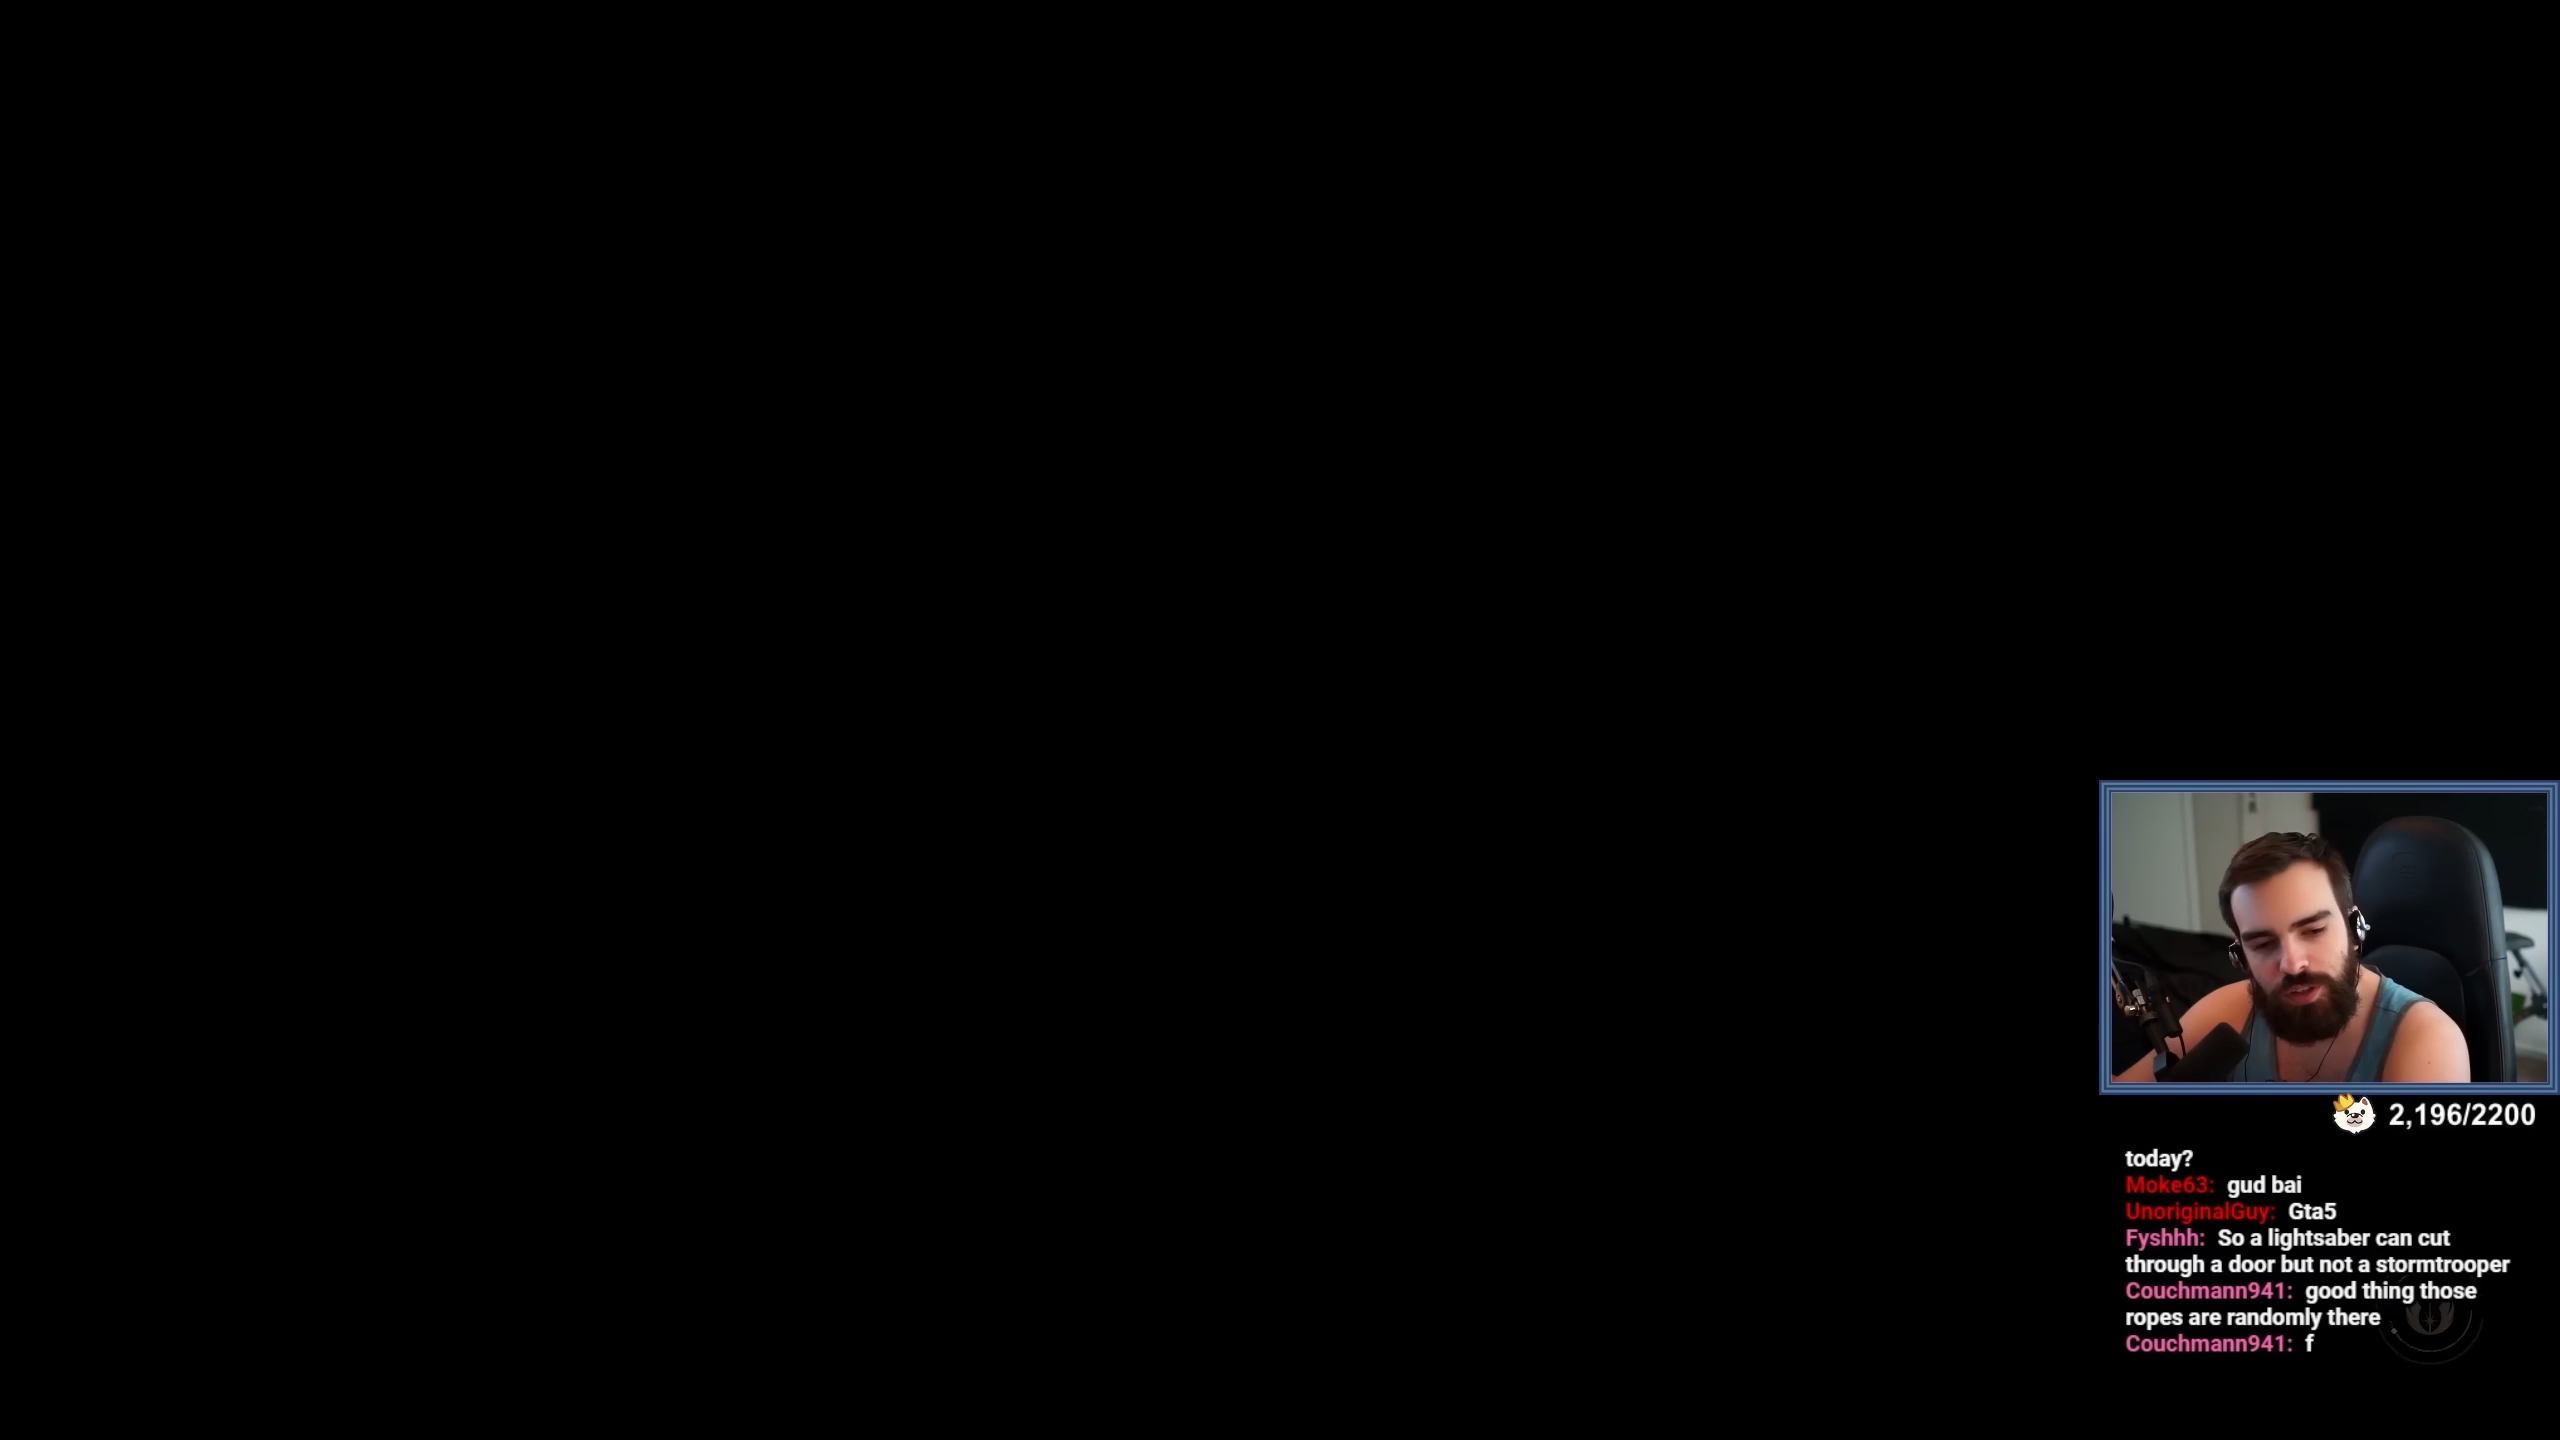 2,196/2200
today?
Moke63: gud bai
UnoriginalGuy: Gta5
Fyshhh: So a lightsaber can cut
through a door but not a stormtrooper
Couchmann941: good thing those
ropes are randomly there
Couchmann941: f